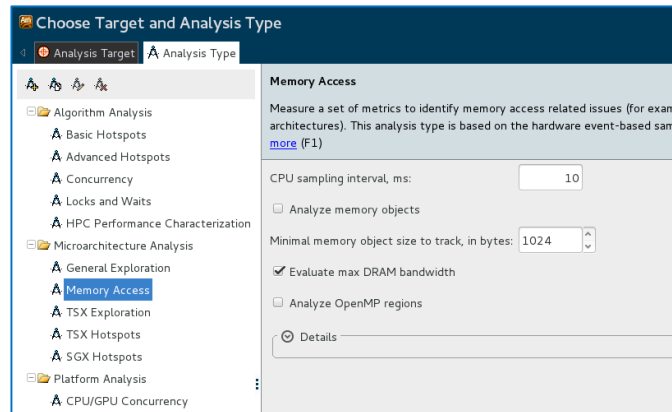 Choose Target and Analysis Type
Analysis Target
Analysis Type
Algorithm Analysis
Basic Hotspots
Advanced Hotspots
Concurrency
Locks and Waits
HPC Performance Characterization
Microarchitecture Analysis
General Exploration
Memory Access
TSX Exploration
TSX Hotspots
SGX Hotspots
Platform Analysis
CPU/GPU Concurrency
Memory Access
Measure a set of metrics to identify memory access related issues (for exam
architectures). This analysis type is based on the hardware event-based sam
more (F1)
CPU sampling interval, ms: 10
Analyze memory objects
Minimal memory object size to track, in bytes: 1024
Evaluate max DRAM bandwidth
Analyze OpenMP regions
Details